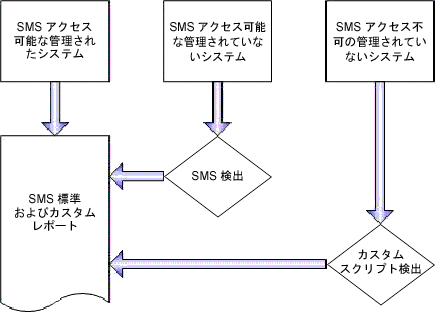 SMS アクセス
可能な管理され
たシステム
SMS アクセス可能
な管理されていな
いシステム
SMS アクセス不
可の管理されてい
ないシステム
SMS 検出
SMS 標準
およびカスタム
レポート
カスタム
スクリプト検出